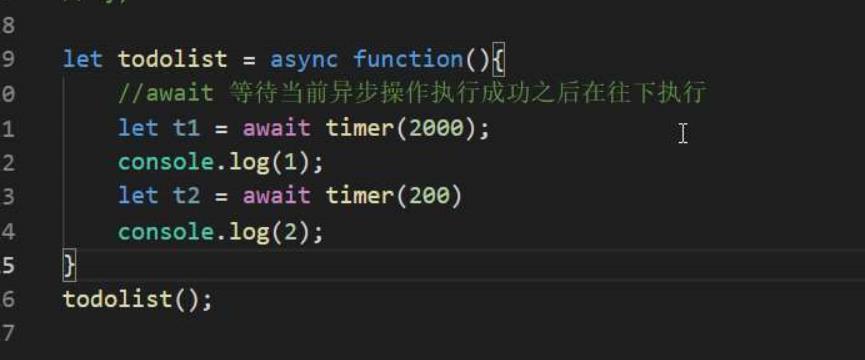 8
9 let todolist = async function(){
0 //await 等待当前异步操作执行成功之后在往下执行
1 let t1 = await timer(2000);
2 console.log(1);
3 let t2 = await timer(200)
4 console.log(2);
5 }
6 todolist();
7